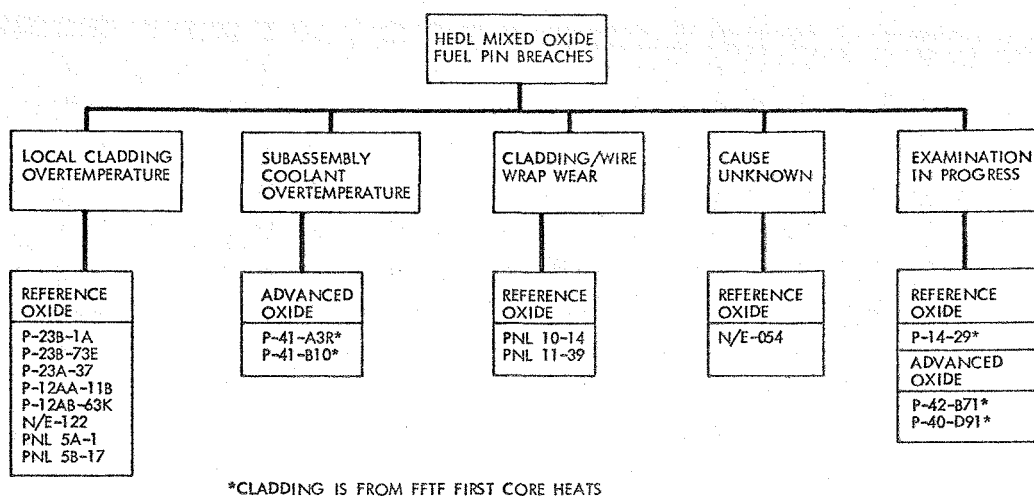 HEDL MIXED OXIDE
FUEL PIN BREACHES
LOCAL CLADDING
OVERTEMPERATURE
SUBASSEMBLY
COOLANT
OVERTEMPERATURE
CLADDING/WIRE
WRAP WEAR
CAUSE
UNKNOWN
EXAMINATION
IN PROGRESS
REFERENCE
OXIDE
P-23B-1A
P-23B-73E
P-23A-37
P-12AA-11B
P-12AB-63K
N/E-122
PNL 5A-1
PNL 5B-17
ADVANCED
OXIDE
P-41-A3R*
P-41-B10*
REFERENCE
OXIDE
PNL 10-14
PNL 11-39
REFERENCE
OXIDE
N/E-054
REFERENCE
OXIDE
P-14-29*
ADVANCED
OXIDE
P-42-B71*
P-40-D91*
*CLADDING IS FROM FFTF FIRST CORE HEATS